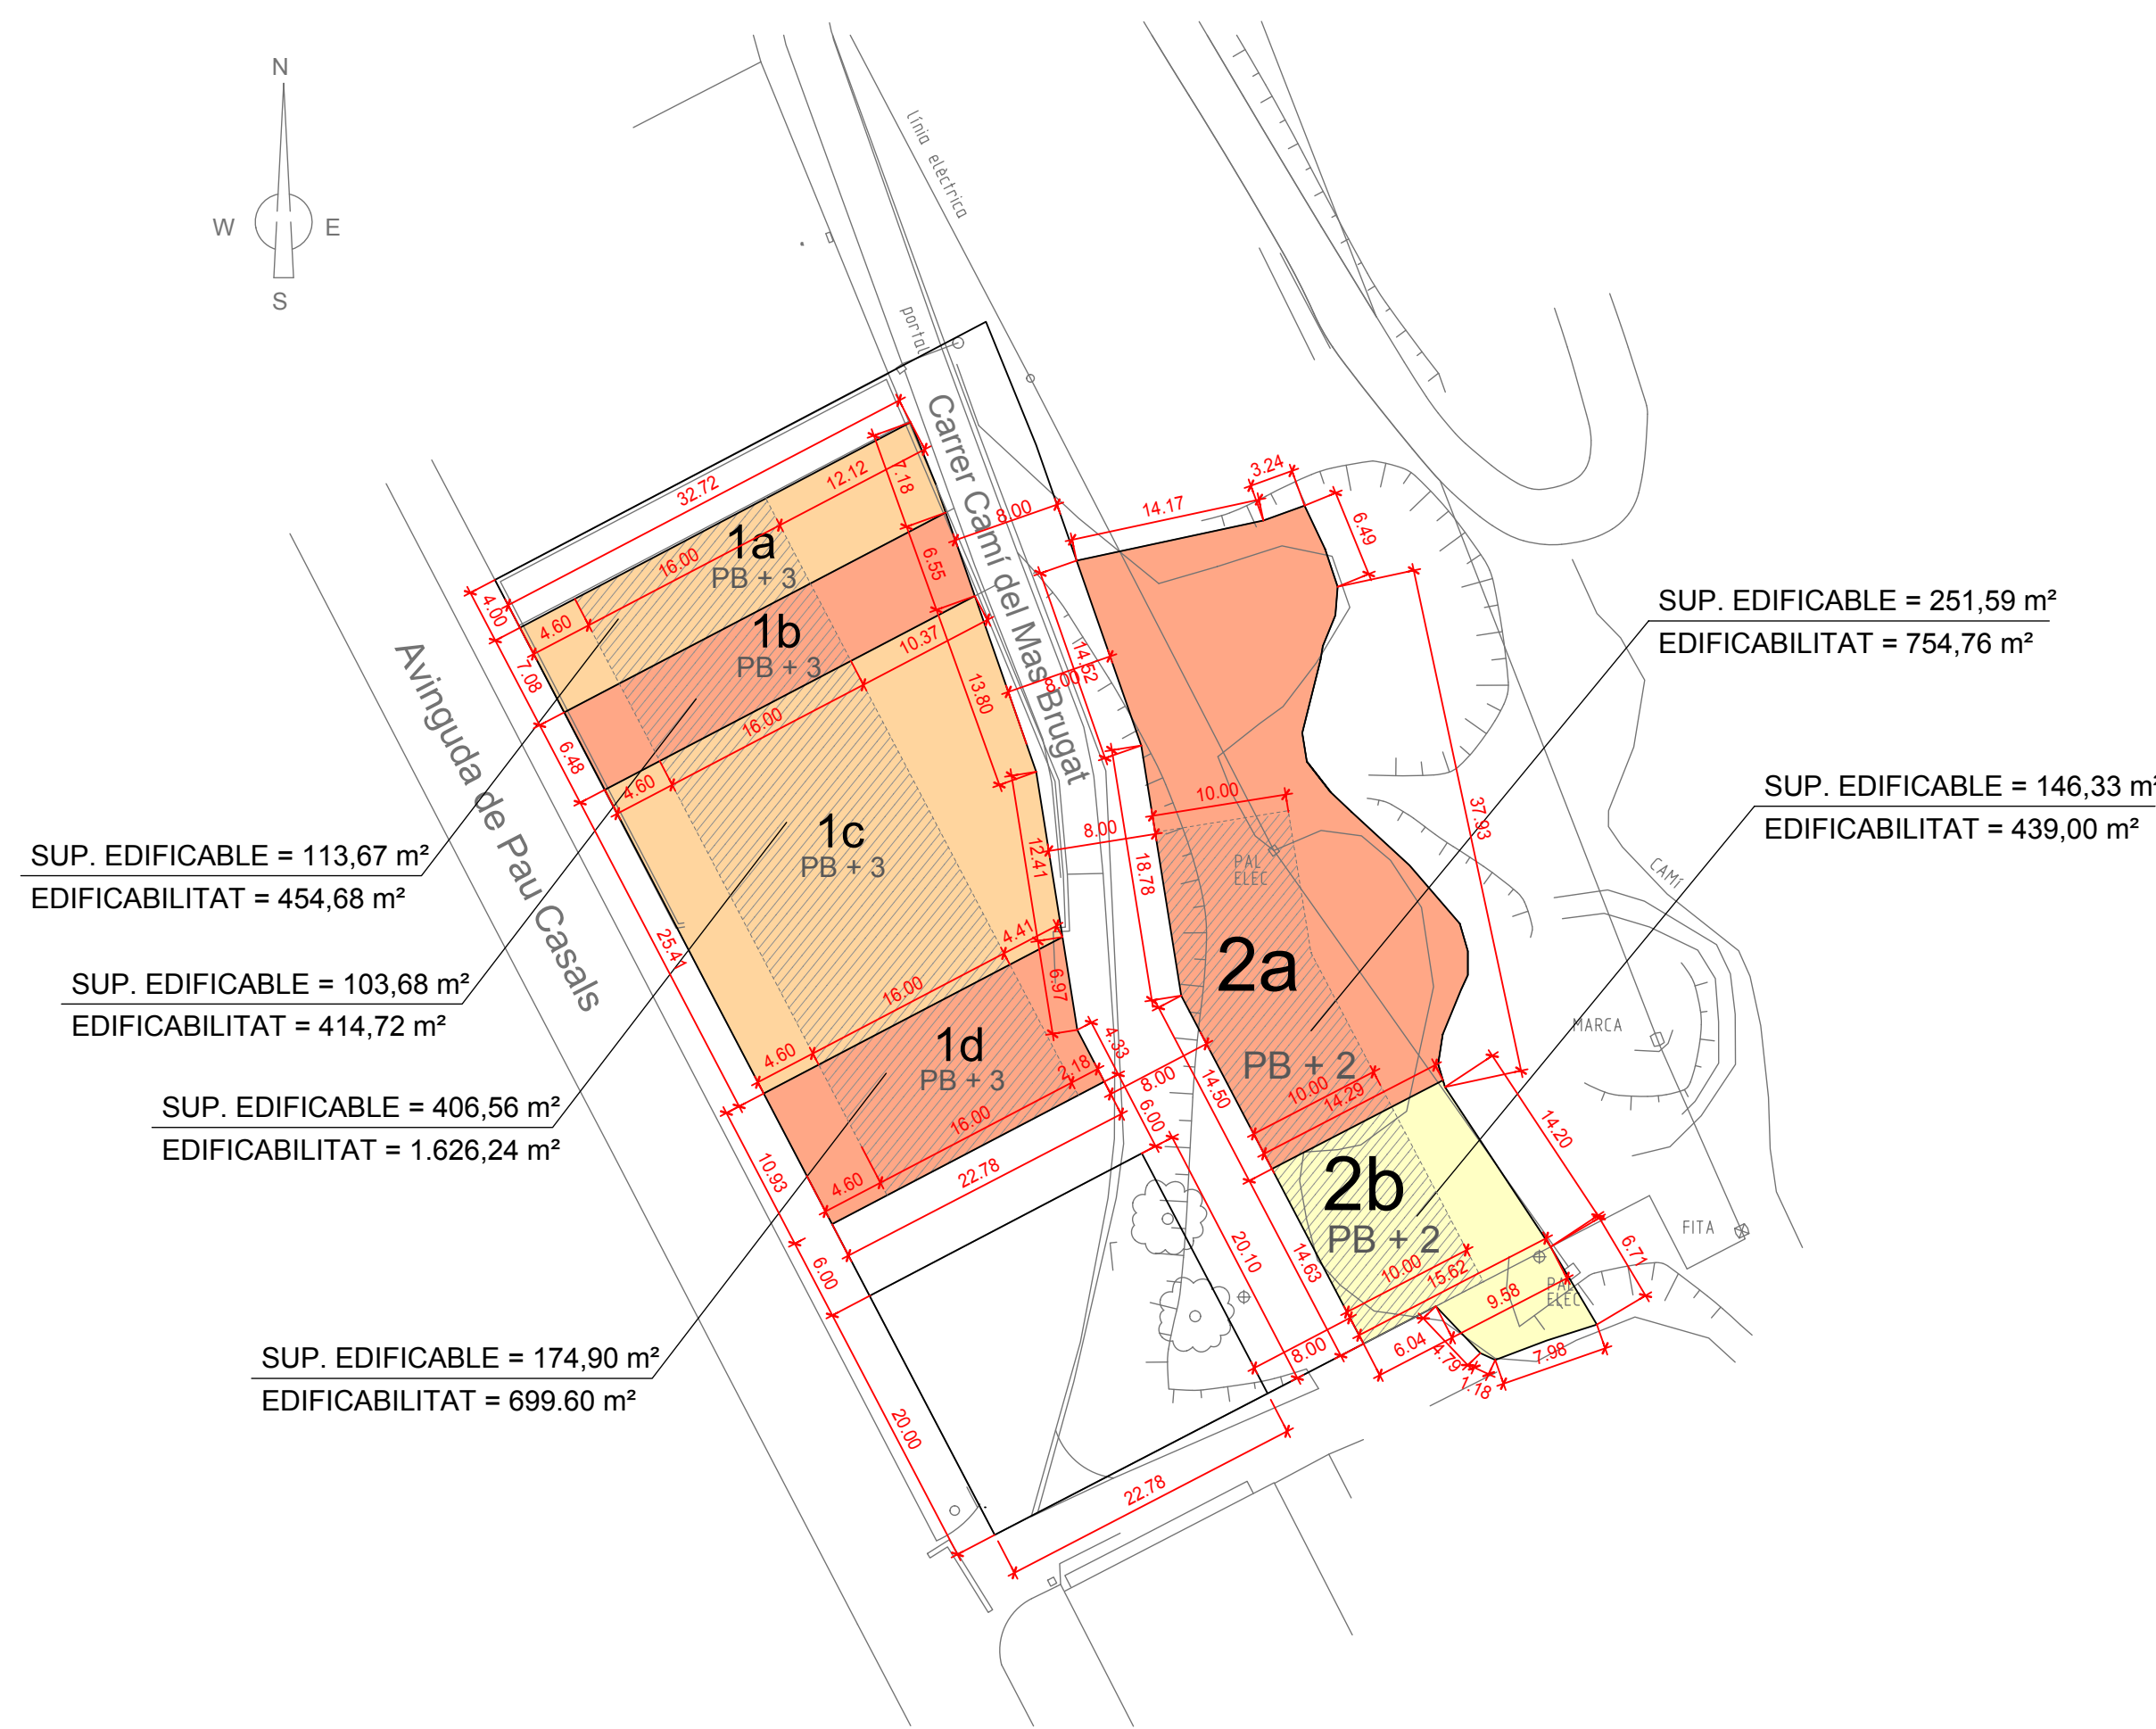 N
W
E
S
línia elèctrica
portal
Carrer Camí del Mas Brugat
Avinguda de Pau Casals
32.72
12.12
7.18
8.00
3.24
14.17
6.49
1a
PB + 3
16.00
4.00
4.60
7.08
6.55
1b
PB + 3
10.37
14.52
8.00
13.80
16.00
6.48
4.60
SUP. EDIFICABLE = 251,59 m²
EDIFICABILITAT = 754,76 m²
SUP. EDIFICABLE = 146,33 m²
EDIFICABILITAT = 439,00 m²
10.00
37.93
8.00
1c
PB + 3
12.41
18.78
PAL
ELEC
CAMÍ
SUP. EDIFICABLE = 113,67 m²
EDIFICABILITAT = 454,68 m²
25.41
4.41
2a
16.00
6.97
SUP. EDIFICABLE = 103,68 m²
EDIFICABILITAT = 414,72 m²
MARCA
1d
PB + 3
4.33
PB + 2
4.60
2.18
8.00
10.00
14.29
14.50
16.00
6.00
14.20
SUP. EDIFICABLE = 406,56 m²
EDIFICABILITAT = 1.626,24 m²
10.93
22.78
4.60
2b
PB + 2
FITA
20.10
14.63
10.00
15.62
9.58
6.71
PAL
ELEC
6.00
8.00
6.04
4.79
1.18
7.98
SUP. EDIFICABLE = 174,90 m²
EDIFICABILITAT = 699.60 m²
20.00
22.78